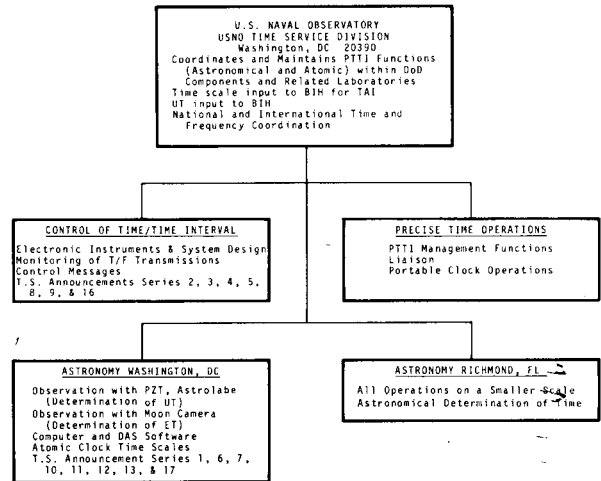 U.S. NAVAL OBSERVATORY
USNO TIME SERVICE DIVISION
Washington, DC 20390
Coordinates and Maintains PTTI Functions
(Astronomical and Atomic) within DoD
Components and Related Laboratories
Time scale input to BIH for TAI
UT input to BIH
National and International Time and
Frequency Coordination
CONTROL OF TIME/TIME INTERVAL
Electronic Instruments & System Design
Monitoring of T/F Transmissions
Control Messages
T.S. Announcements Series 2, 3, 4, 5,
8, 9, & 16
PRECISE TIME OPERATIONS
PTTI Management Functions
Liaison
Portable Clock Operations
ASTRONOMY WASHINGTON, DC
Observation with PZT, Astrolabe
(Determination of UT)
Observation with Moon Camera
(Determination of ET)
Computer and DAS Software
Atomic Clock Time Scales
T.S. Announcement Series 1, 6, 7,
10, 11, 12, 13, & 17
ASTRONOMY RICHMOND, FL
All Operations on a Smaller Scale
Astronomical Determination of Time